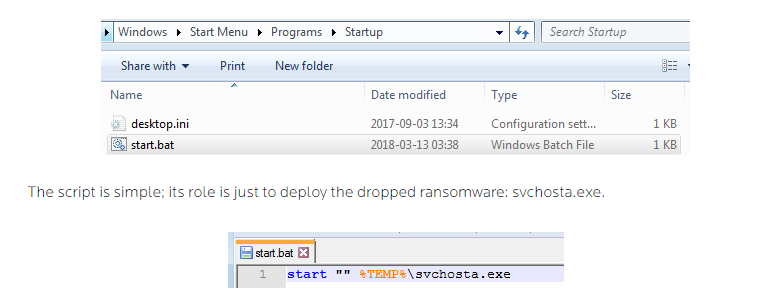 Windows Start Menu Programs Startup Search Startup
Share with Print New folder
Name Date modified Type Size
desktop.ini 2017-09-03 13:34 Configuration sett... 1 KB
start.bat 2018-03-13 03:38 Windows Batch File 1 KB
The script is simple; its role is just to deploy the dropped ransomware: svchosta.exe.
start.bat
1 start "" %TEMP%\svchosta.exe